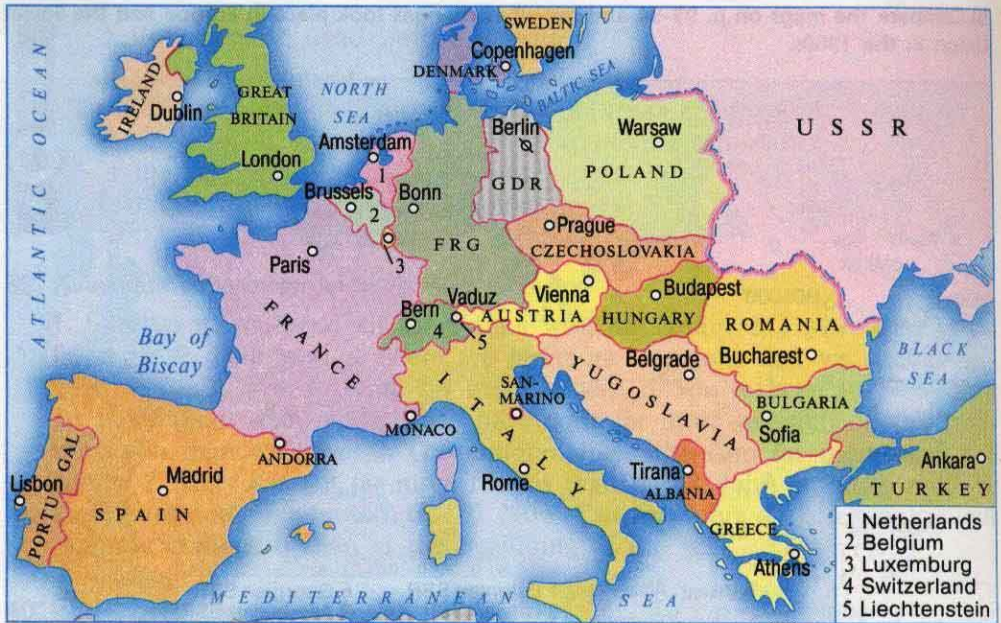 SWEDEN
Copenhagen
DENMARK
BALTIC SEA
NORTH
SEA
ATLANTIC OCEAN
IRELAND
Dublin
GREAT
BRITAIN
London
Amsterdam
1
Brussels
2
3
Bonn
FRG
Berlin
GDR
Warsaw
POLAND
USSR
Prague
CZECHOSLOVAKIA
Paris
FRANCE
Bern
4
Vaduz
5
Vienna
AUSTRIA
Budapest
HUNGARY
ROMANIA
Bucharest
Bay of
Biscay
BLACK
SEA
ITALY
SAN-
MARINO
Belgrade
YUGOSLAVIA
BULGARIA
Sofia
MONACO
ANDORRA
Rome
Tirana
ALBANIA
Lisbon
PORTUGAL
Madrid
SPAIN
GREECE
Athens
Ankara
TURKEY
MEDITERRANEAN SEA
1 Netherlands
2 Belgium
3 Luxemburg
4 Switzerland
5 Liechtenstein